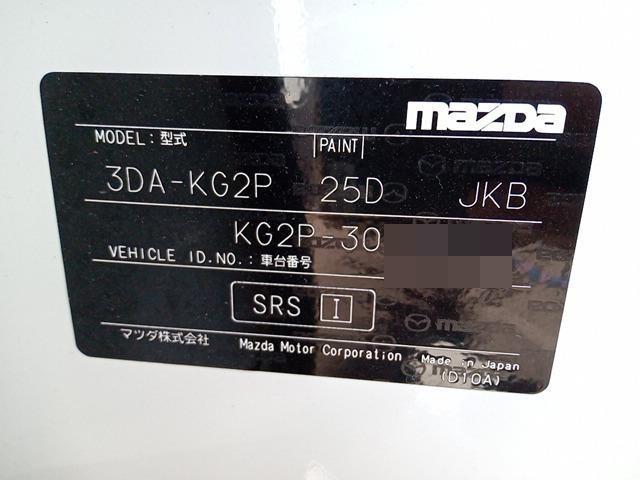 mazda
MODEL: 型式 PAINT
3DA-KG2P 25D JKB
KG2P-30
VEHICLE ID.NO.: 車台番号
SRS I
マツダ株式会社 Mazda Motor Corporation Made in Japan
(D10A)